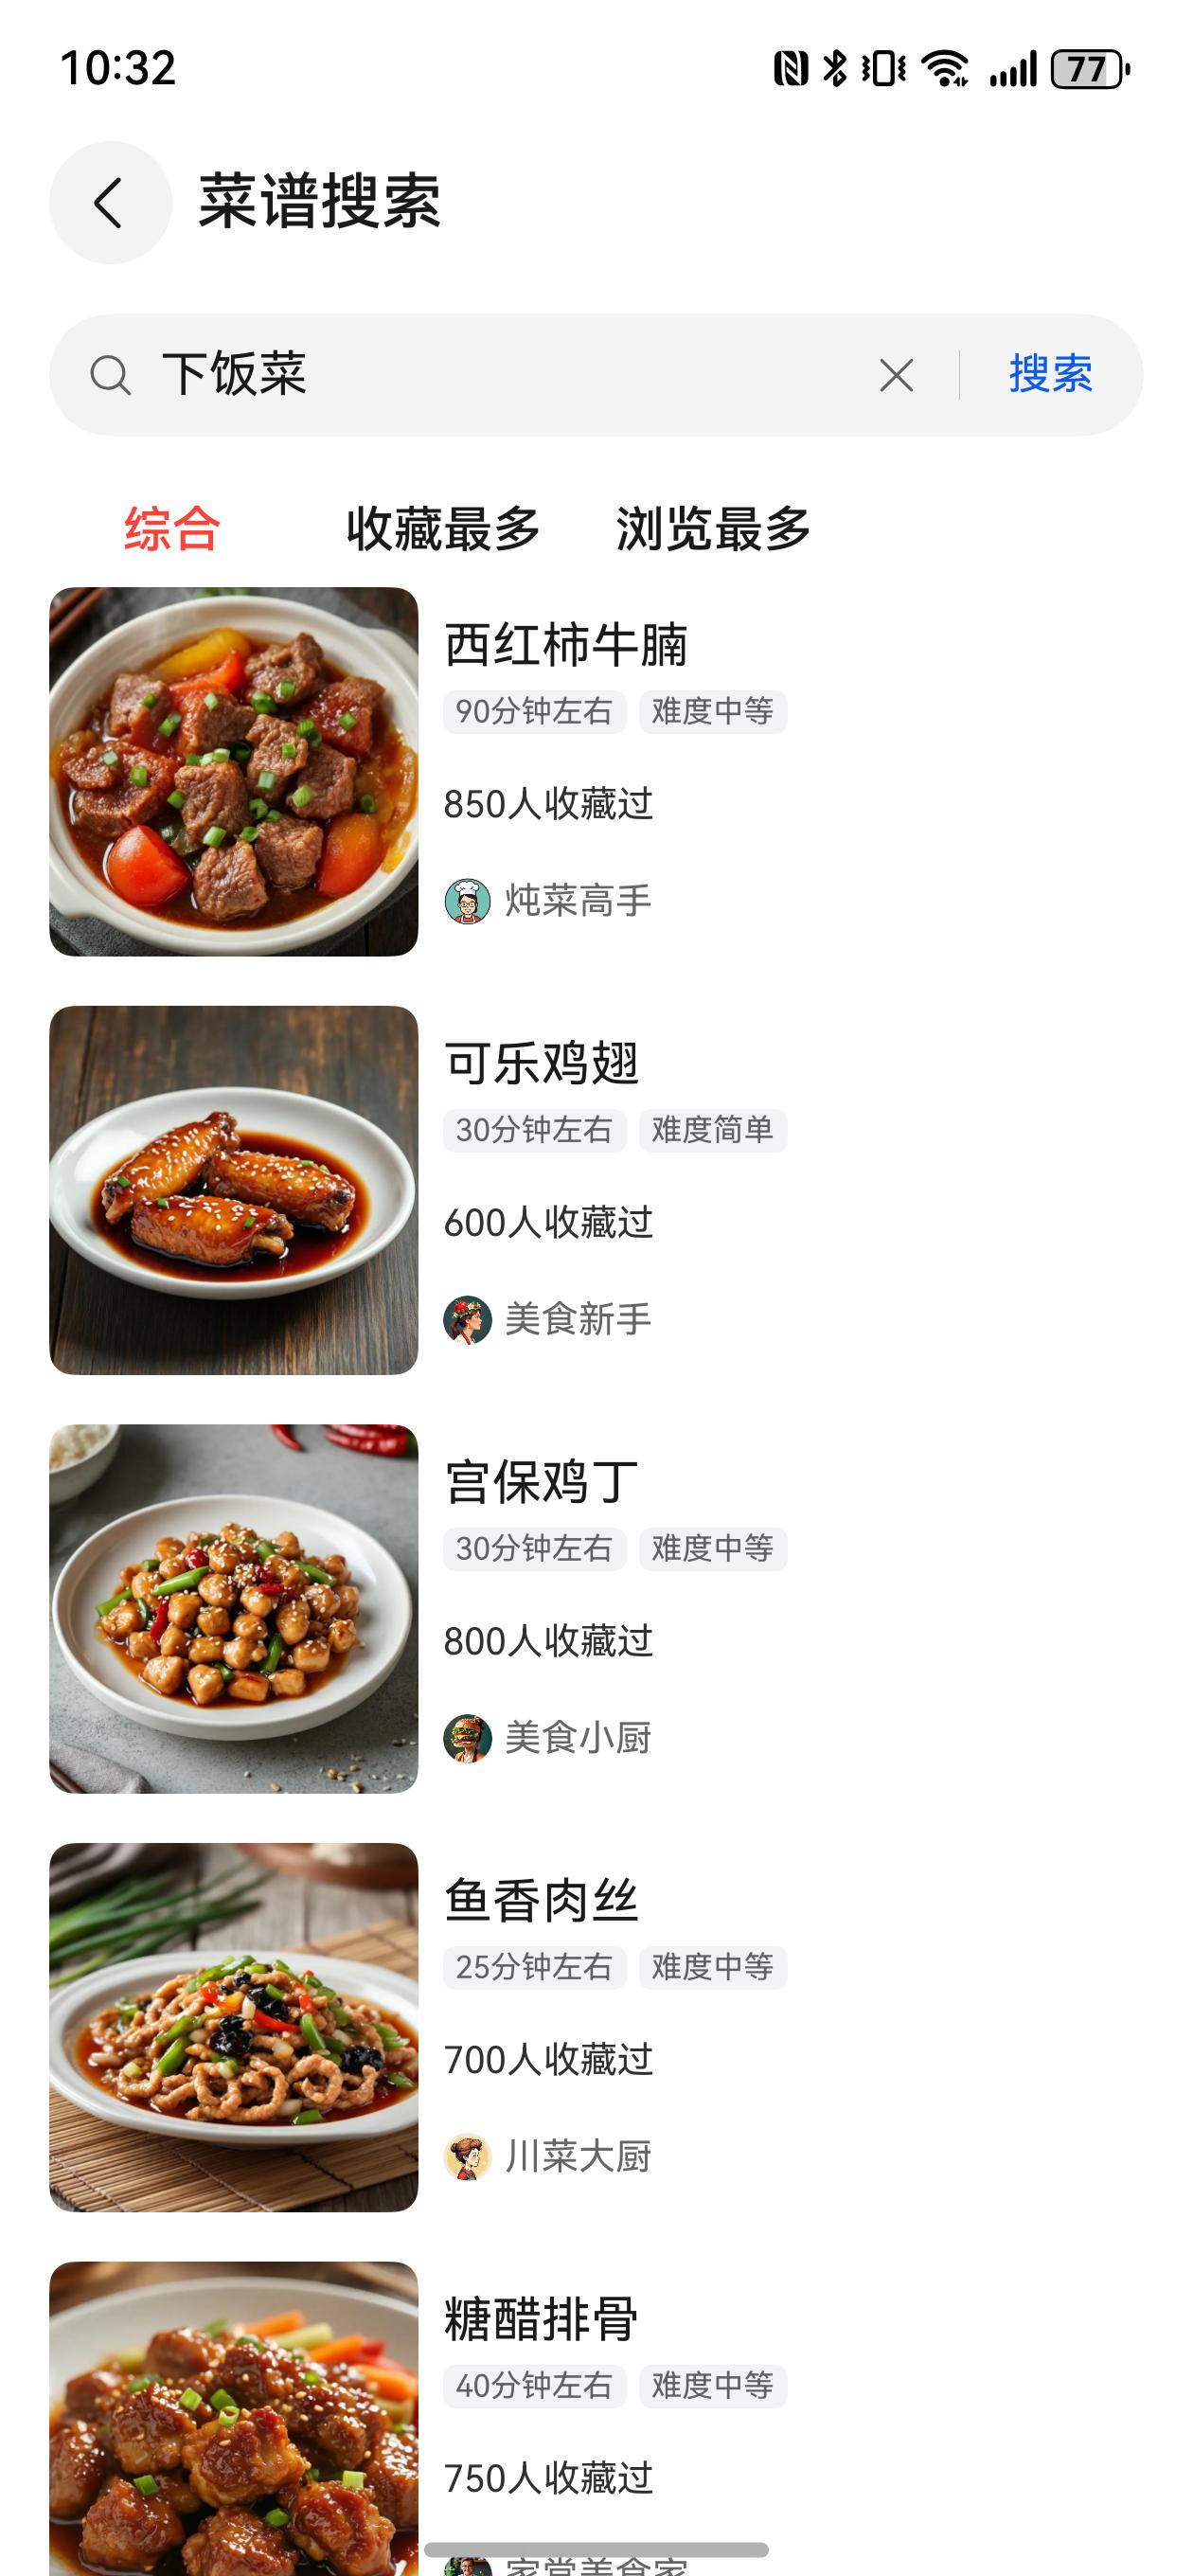 10:32
77
菜谱搜索
下饭菜
搜索
综合 收藏最多 浏览最多
西红柿牛腩
90分钟左右 难度中等
850人收藏过
炖菜高手
可乐鸡翅
30分钟左右 难度简单
600人收藏过
美食新手
宫保鸡丁
30分钟左右 难度中等
800人收藏过
美食小厨
鱼香肉丝
25分钟左右 难度中等
700人收藏过
川菜大厨
糖醋排骨
40分钟左右 难度中等
750人收藏过
家常美食家